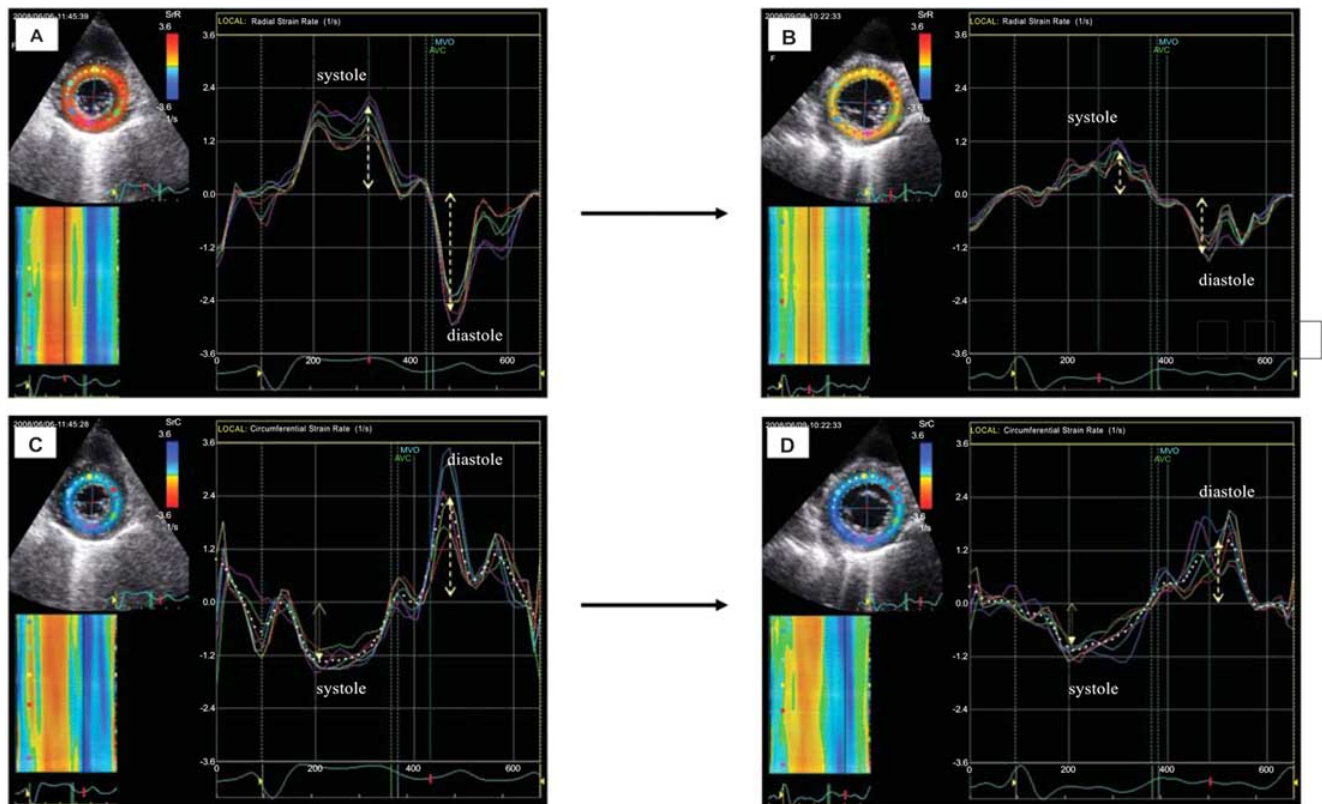 2008/06/06-11:45:39
SrR
A
F
3.6
-3.6
1/s
LOCAL: Radial Strain Rate (1/s)
MVO
AVC
3.6
2.4
1.2
0.0
-1.2
-2.4
-3.6
systole
diastole
200
400
600
2008/09/08-10:22:33
SrR
B
F
3.6
-3.6
1/s
LOCAL: Radial Strain Rate (1/s)
MVO
AVC
3.6
2.4
1.2
0.0
-1.2
-2.4
-3.6
systole
diastole
200
400
600
2008/06/06-11:45:28
SrC
C
3.6
-3.6
1/s
LOCAL: Circumferential Strain Rate (1/s)
MVO
AVC
3.6
2.4
1.2
0.0
-1.2
-2.4
-3.6
diastole
systole
200
400
600
SrC
D
3.6
-3.6
1/s
LOCAL: Circumferential Strain Rate (1/s)
MVO
AVC
3.6
2.4
1.2
0.0
-1.2
-2.4
-3.6
diastole
systole
200
400
600